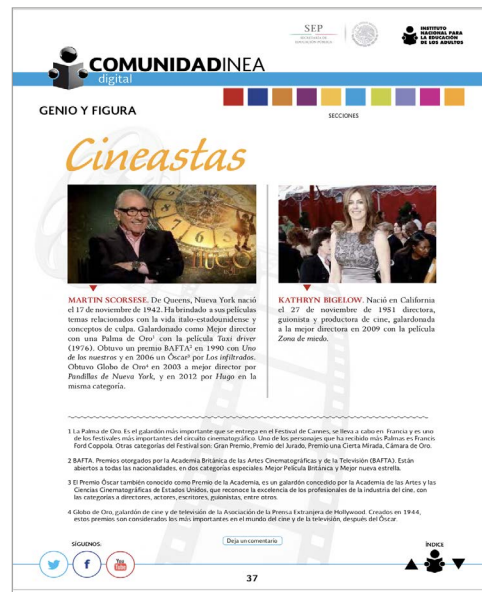 SEP
SECRETARÍA DE
EDUCACIÓN PÚBLICA
INSTITUTO
NACIONAL PARA
LA EDUCACIÓN
DE LOS ADULTOS
COMUNIDADINEA
digital
GENIO Y FIGURA
SECCIONES
Cineastas
HUGO
MARTIN SCORSESE. De Queens, Nueva York nació
el 17 de noviembre de 1942. Ha brindado a sus películas
temas relacionados con la vida ítalo-estadounidense y
conceptos de culpa. Galardonado como Mejor director
con una Palma de Oro¹ con la película Taxi driver
(1976). Obtuvo un premio BAFTA² en 1990 con Uno
de los nuestros y en 2006 un Óscar³ por Los infiltrados.
Obtuvo Globo de Oro⁴ en 2003 a mejor director por
Pandillas de Nueva York, y en 2012 por Hugo en la
misma categoría.
KATHRYN BIGELOW. Nació en California
el 27 de noviembre de 1951 directora,
guionista y productora de cine, galardonada
a la mejor directora en 2009 con la película
Zona de miedo.
1 La Palma de Oro. Es el galardón más importante que se entrega en el Festival de Cannes, se lleva a cabo en Francia y es uno
de los festivales más importantes del circuito cinematográfico. Uno de los personajes que ha recibido más Palmas es Francis
Ford Coppola. Otras categorías del Festival son: Gran Premio, Premio del Jurado, Premio una Cierta Mirada, Cámara de Oro.
2 BAFTA. Premios otorgados por la Academia Británica de las Artes Cinematográficas y de la Televisión (BAFTA). Están
abiertos a todas las nacionalidades, en dos categorías especiales: Mejor Película Británica y Mejor nueva estrella.
3 El Premio Óscar también conocido como Premio de la Academia, es un galardón concedido por la Academia de las Artes y las
Ciencias Cinematográficas de Estados Unidos, que reconoce la excelencia de los profesionales de la industria del cine, con
las categorías a directores, actores, escritores, guionistas, entre otros.
4 Globo de Oro, galardón de cine y de televisión de la Asociación de la Prensa Extranjera de Hollywood. Creados en 1944,
estos premios son considerados los más importantes en el mundo del cine y de la televisión, después del Óscar.
SÍGUENOS:
Deja un comentario
ÍNDICE
f
You
Tube
37